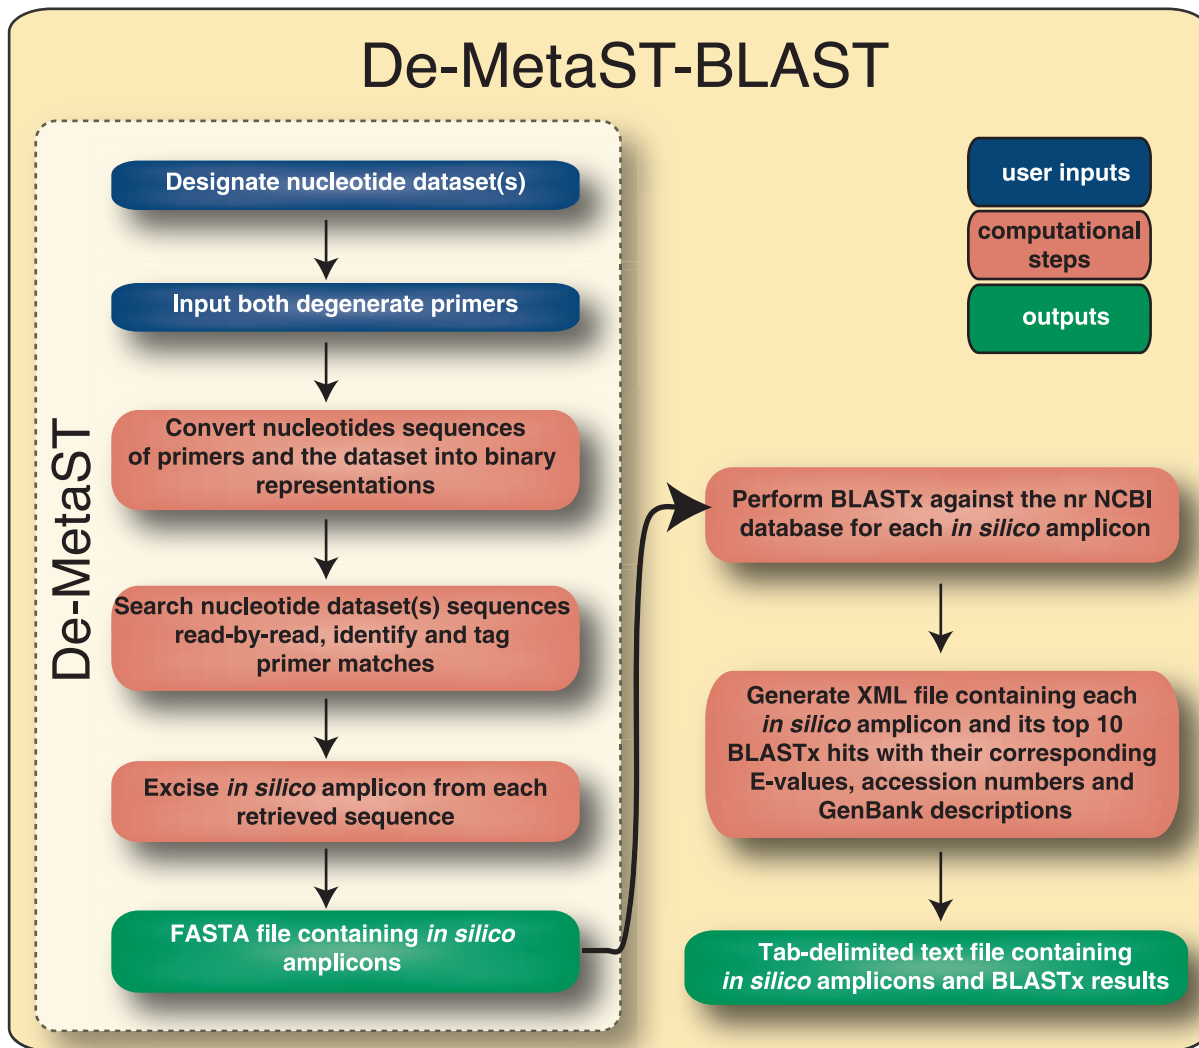 De-MetaST-BLAST
De-MetaST
Designate nucleotide dataset(s)
Input both degenerate primers
Convert nucleotides sequences
of primers and the dataset into binary
representations
Search nucleotide dataset(s) sequences
read-by-read, identify and tag
primer matches
Excise in silico amplicon from each
retrieved sequence
FASTA file containing in silico
amplicons
user inputs
computational
steps
outputs
Perform BLASTx against the nr NCBI
database for each in silico amplicon
Generate XML file containing each
in silico amplicon and its top 10
BLASTx hits with their corresponding
E-values, accession numbers and
GenBank descriptions
Tab-delimited text file containing
in silico amplicons and BLASTx results